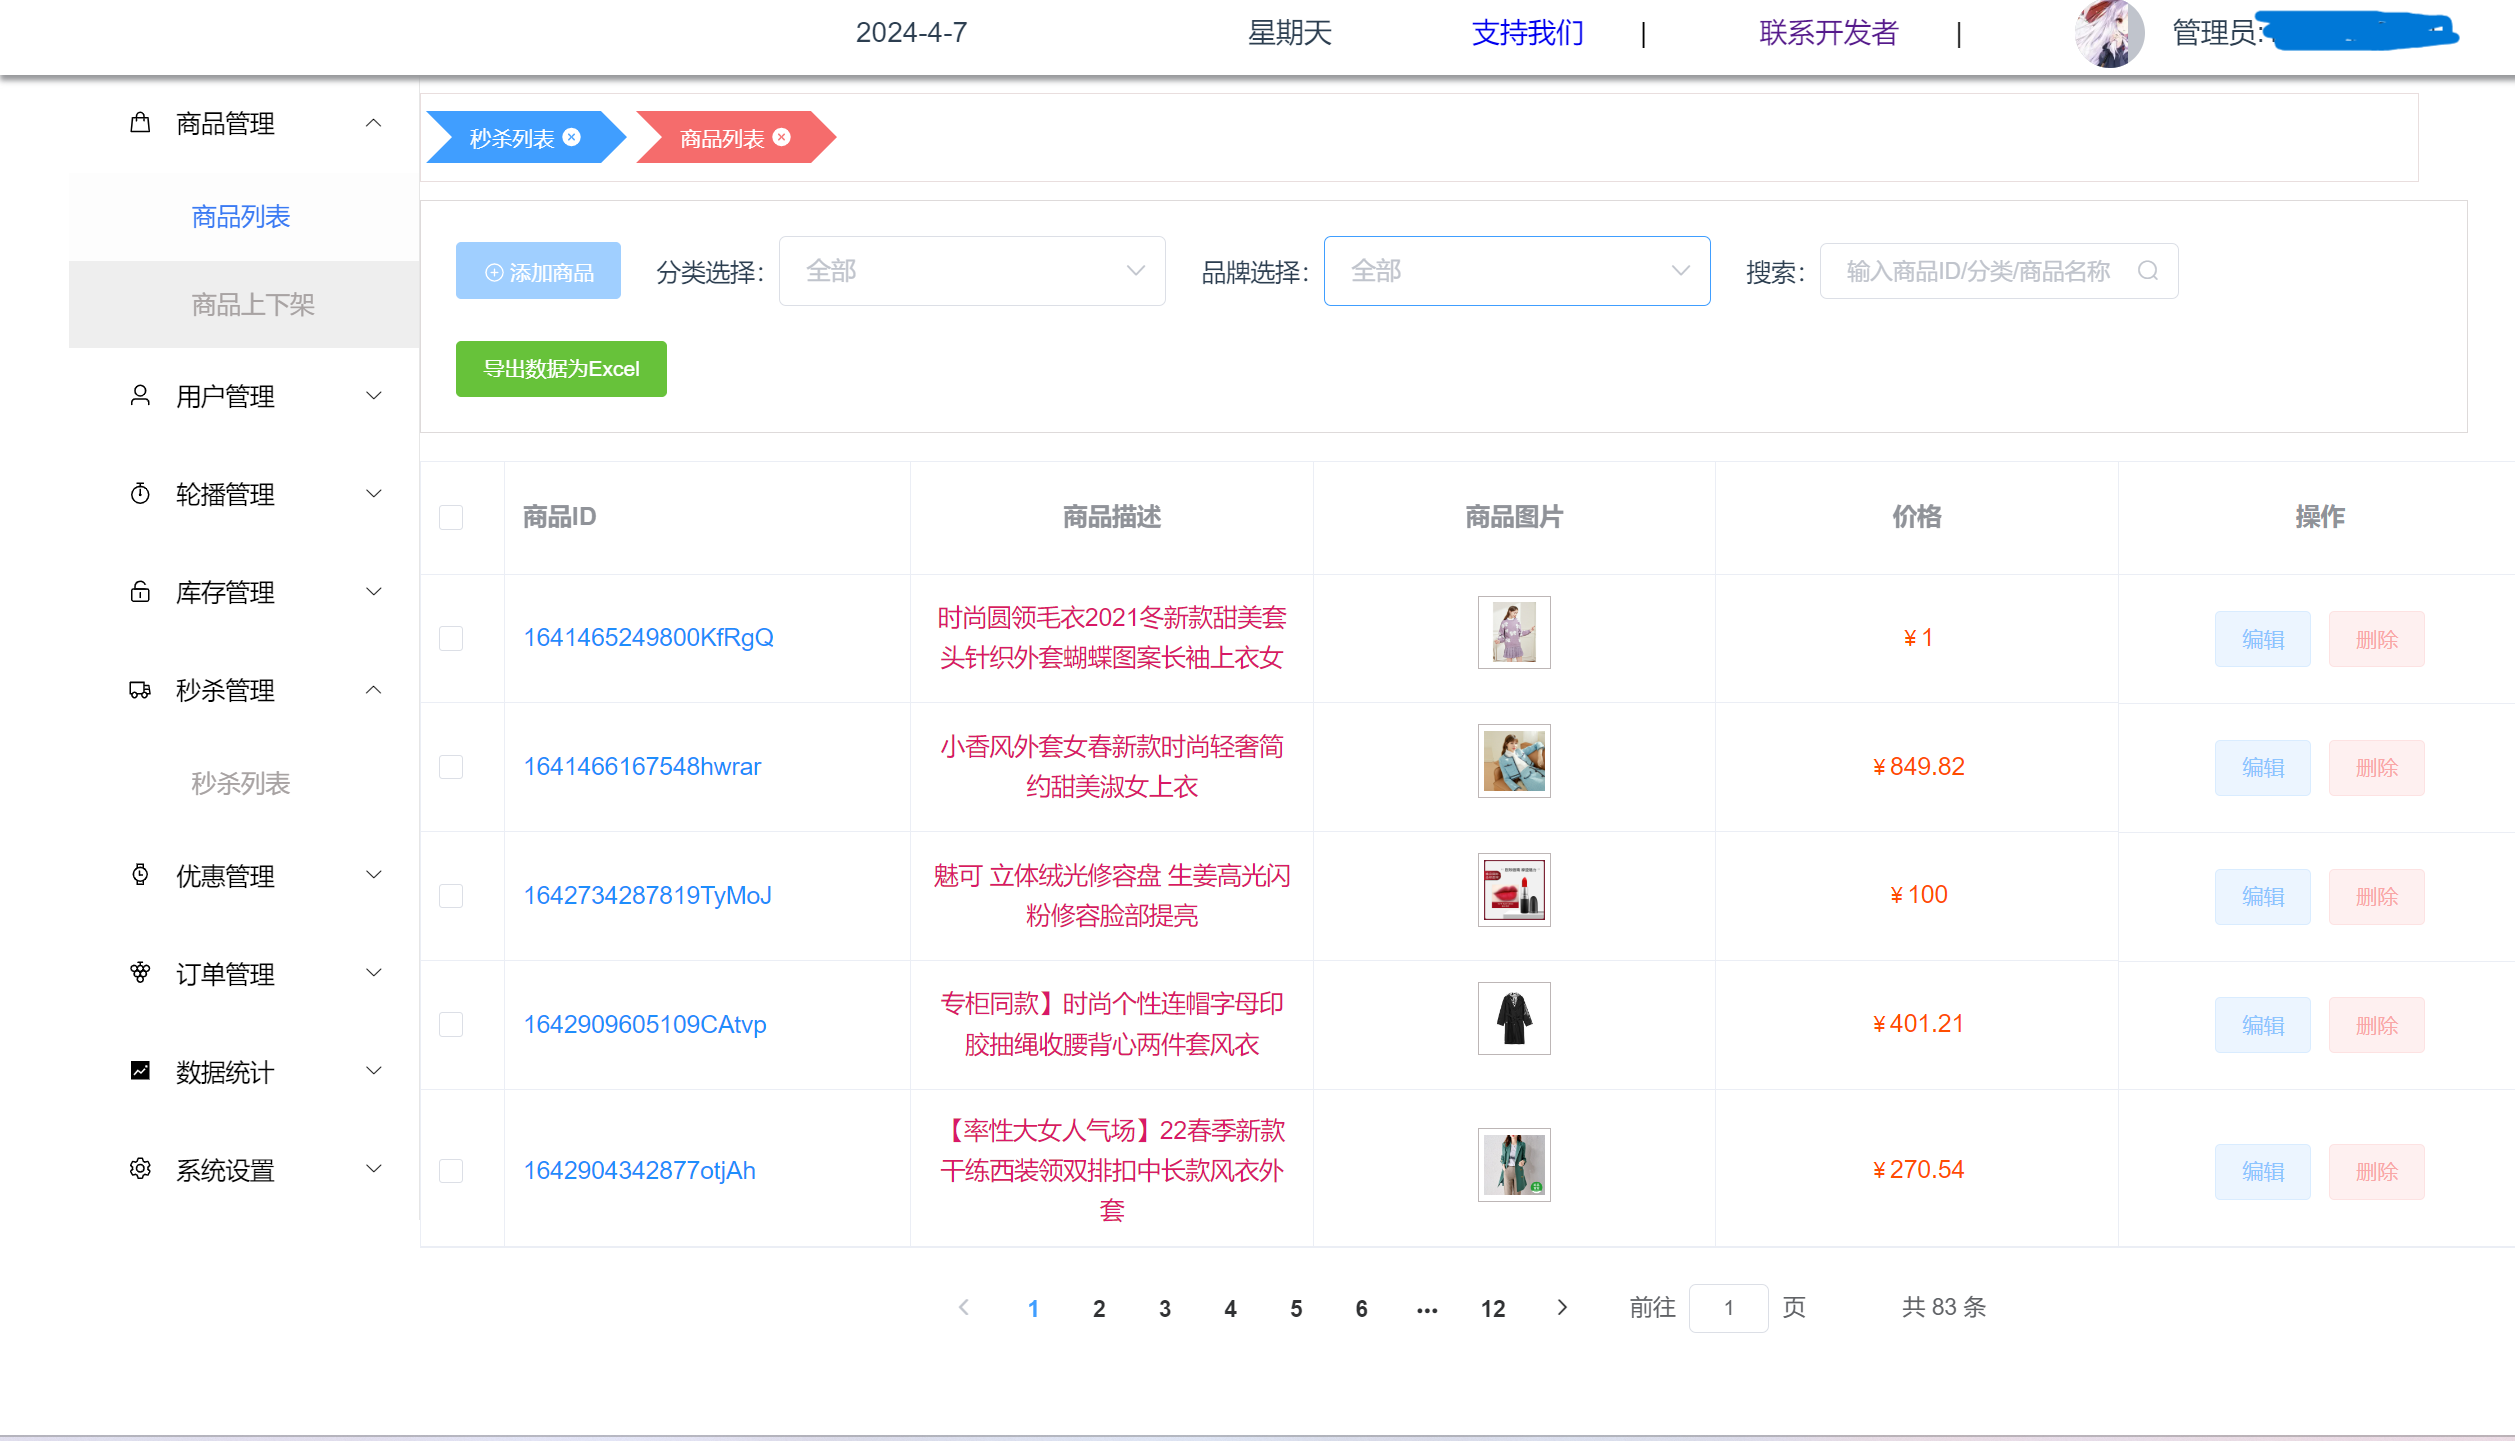 2024-4-7 星期天 支持我们 | 联系开发者 | 管理员:
商品管理
商品列表
商品上下架
用户管理
轮播管理
库存管理
秒杀管理
秒杀列表
优惠管理
订单管理
数据统计
系统设置
秒杀列表 商品列表
添加商品 分类选择: 全部 品牌选择: 全部 搜索: 输入商品ID/分类/商品名称
导出数据为Excel
商品ID 商品描述 商品图片 价格 操作
1641465249800KfRgQ 时尚圆领毛衣2021冬新款甜美套 ¥1 编辑 删除
头针织外套蝴蝶图案长袖上衣女
1641466167548hwrar 小香风外套女春新款时尚轻奢简 ¥849.82 编辑 删除
约甜美淑女上衣
1642734287819TyMoJ 魅可 立体绒光修容盘 生姜高光闪 ¥100 编辑 删除
粉修容脸部提亮
1642909605109CAtvp 专柜同款】时尚个性连帽字母印 ¥401.21 编辑 删除
胶抽绳收腰背心两件套风衣
1642904342877otjAh 【率性大女人气场】22春季新款 ¥270.54 编辑 删除
干练西装领双排扣中长款风衣外
套
1 2 3 4 5 6 ••• 12 前往 1 页 共 83 条